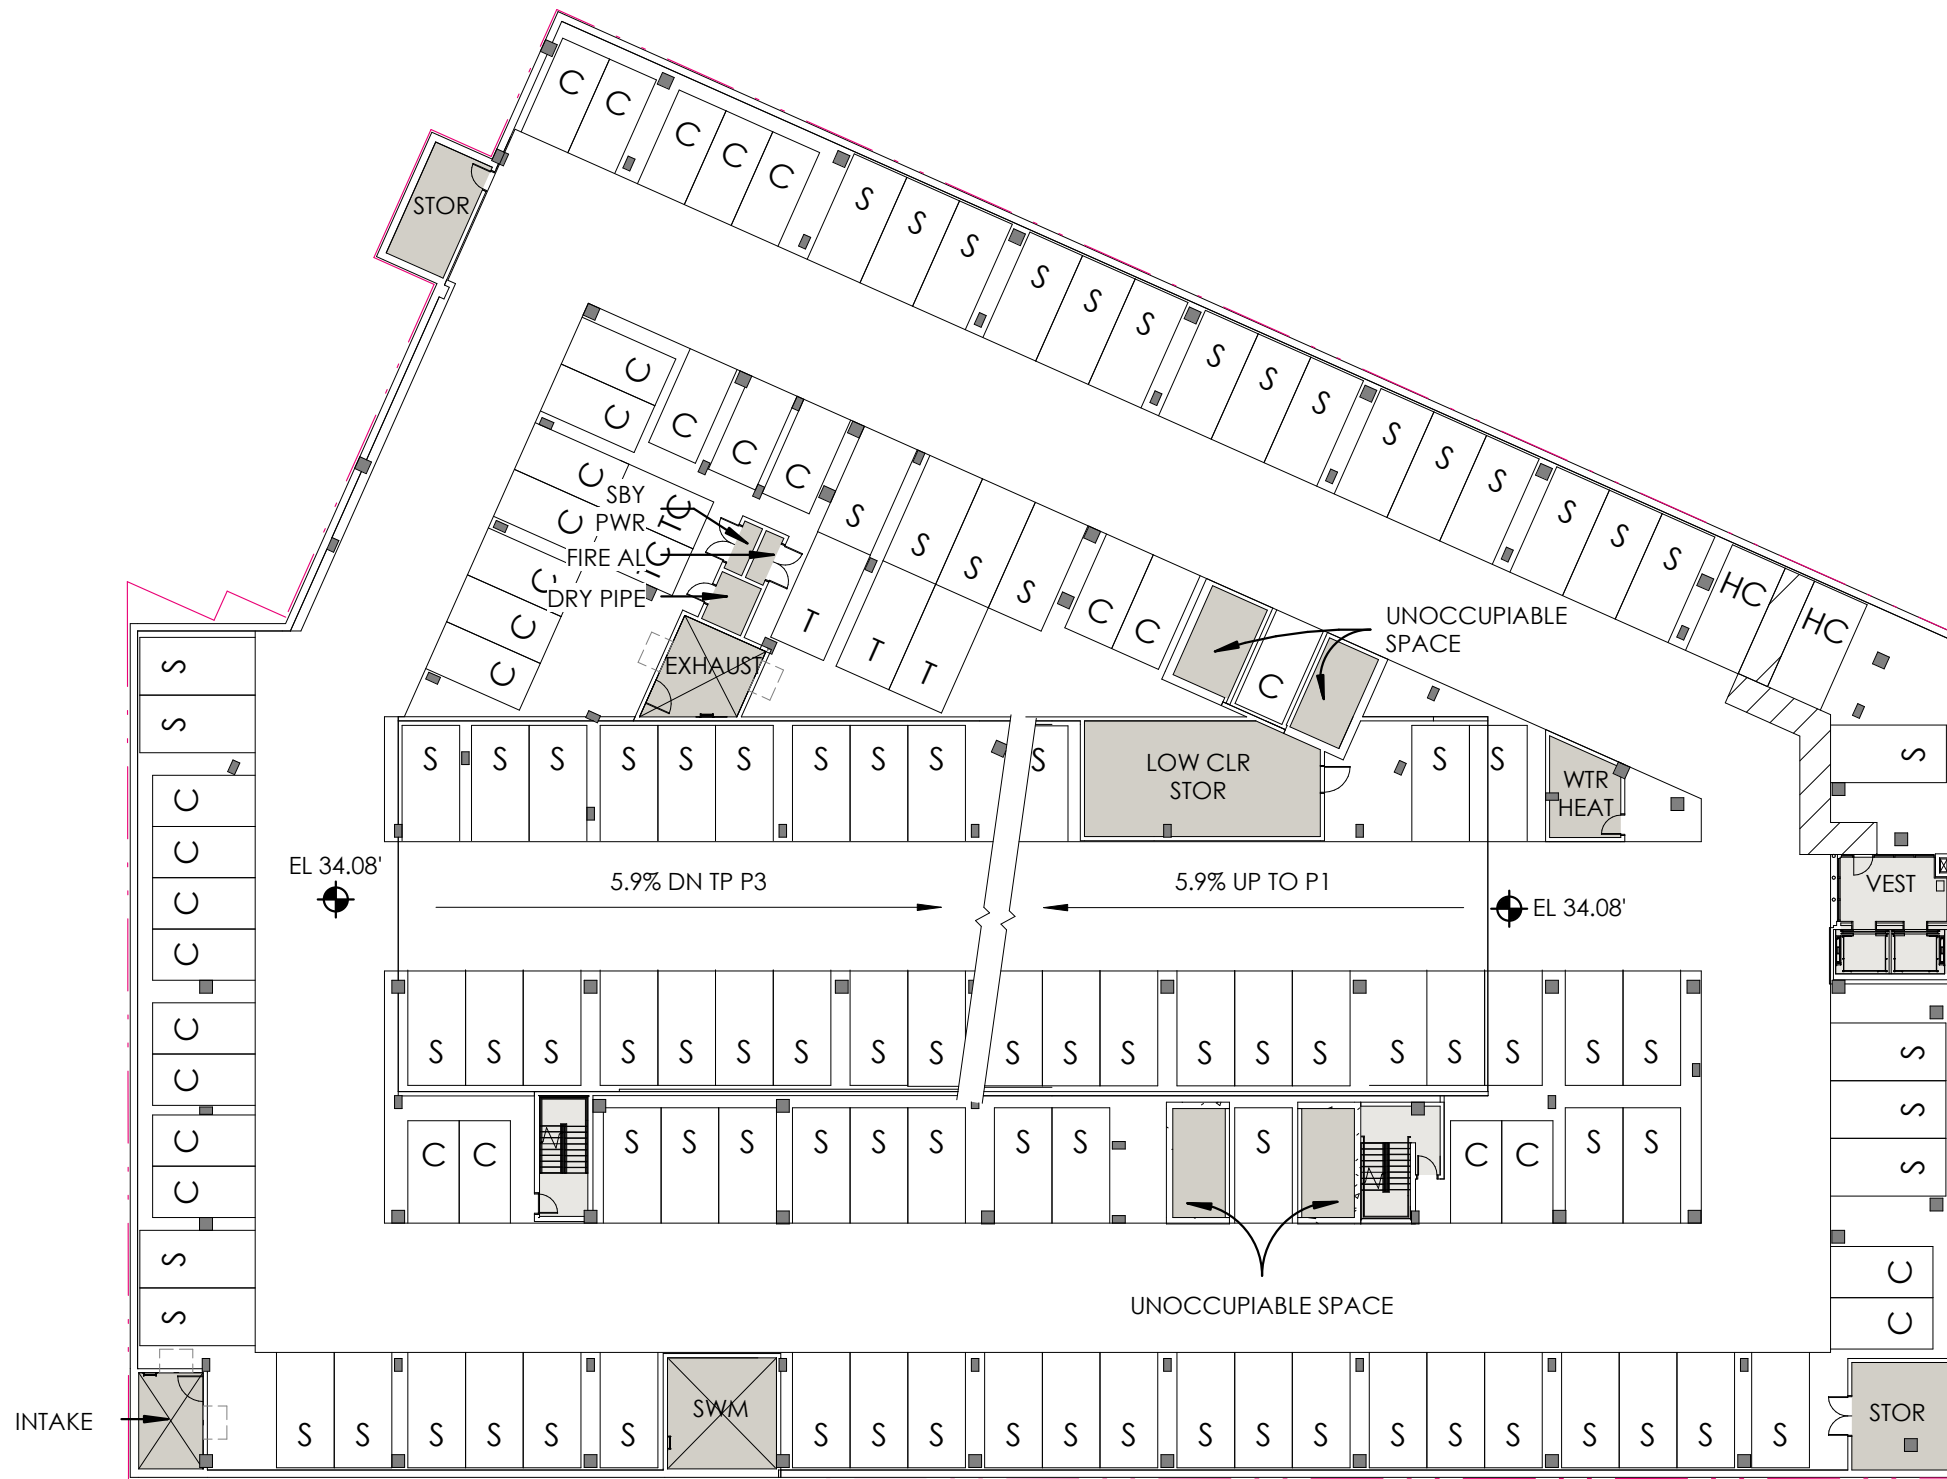 C C
C C C
S S S
S S S
S S S
S S S
S S S
HC HC
STOR
C
C
C C C
S
S S S
C C
C
C
C
C
C
C
TC
TC
SBY
PWR
FIRE AL
DRY PIPE
EXHAUST
T
T T
C
UNOCCUPIABLE
SPACE
S
S
C
C
C
C
C
C
C
C
S
S
S S S S S S S S S S
LOW CLR
STOR
S S
WTR
HEAT
S
EL 34.08'
5.9% DN TP P3
5.9% UP TO P1
EL 34.08'
VEST
S S S S S S S S S S S S S S S S S S S S
S
S
S
C C
S S S S S S S S
S
C C
S S
C
C
UNOCCUPIABLE SPACE
INTAKE
S S S S S S
SWM
S S S S S S S S S S S S S S S S
STOR